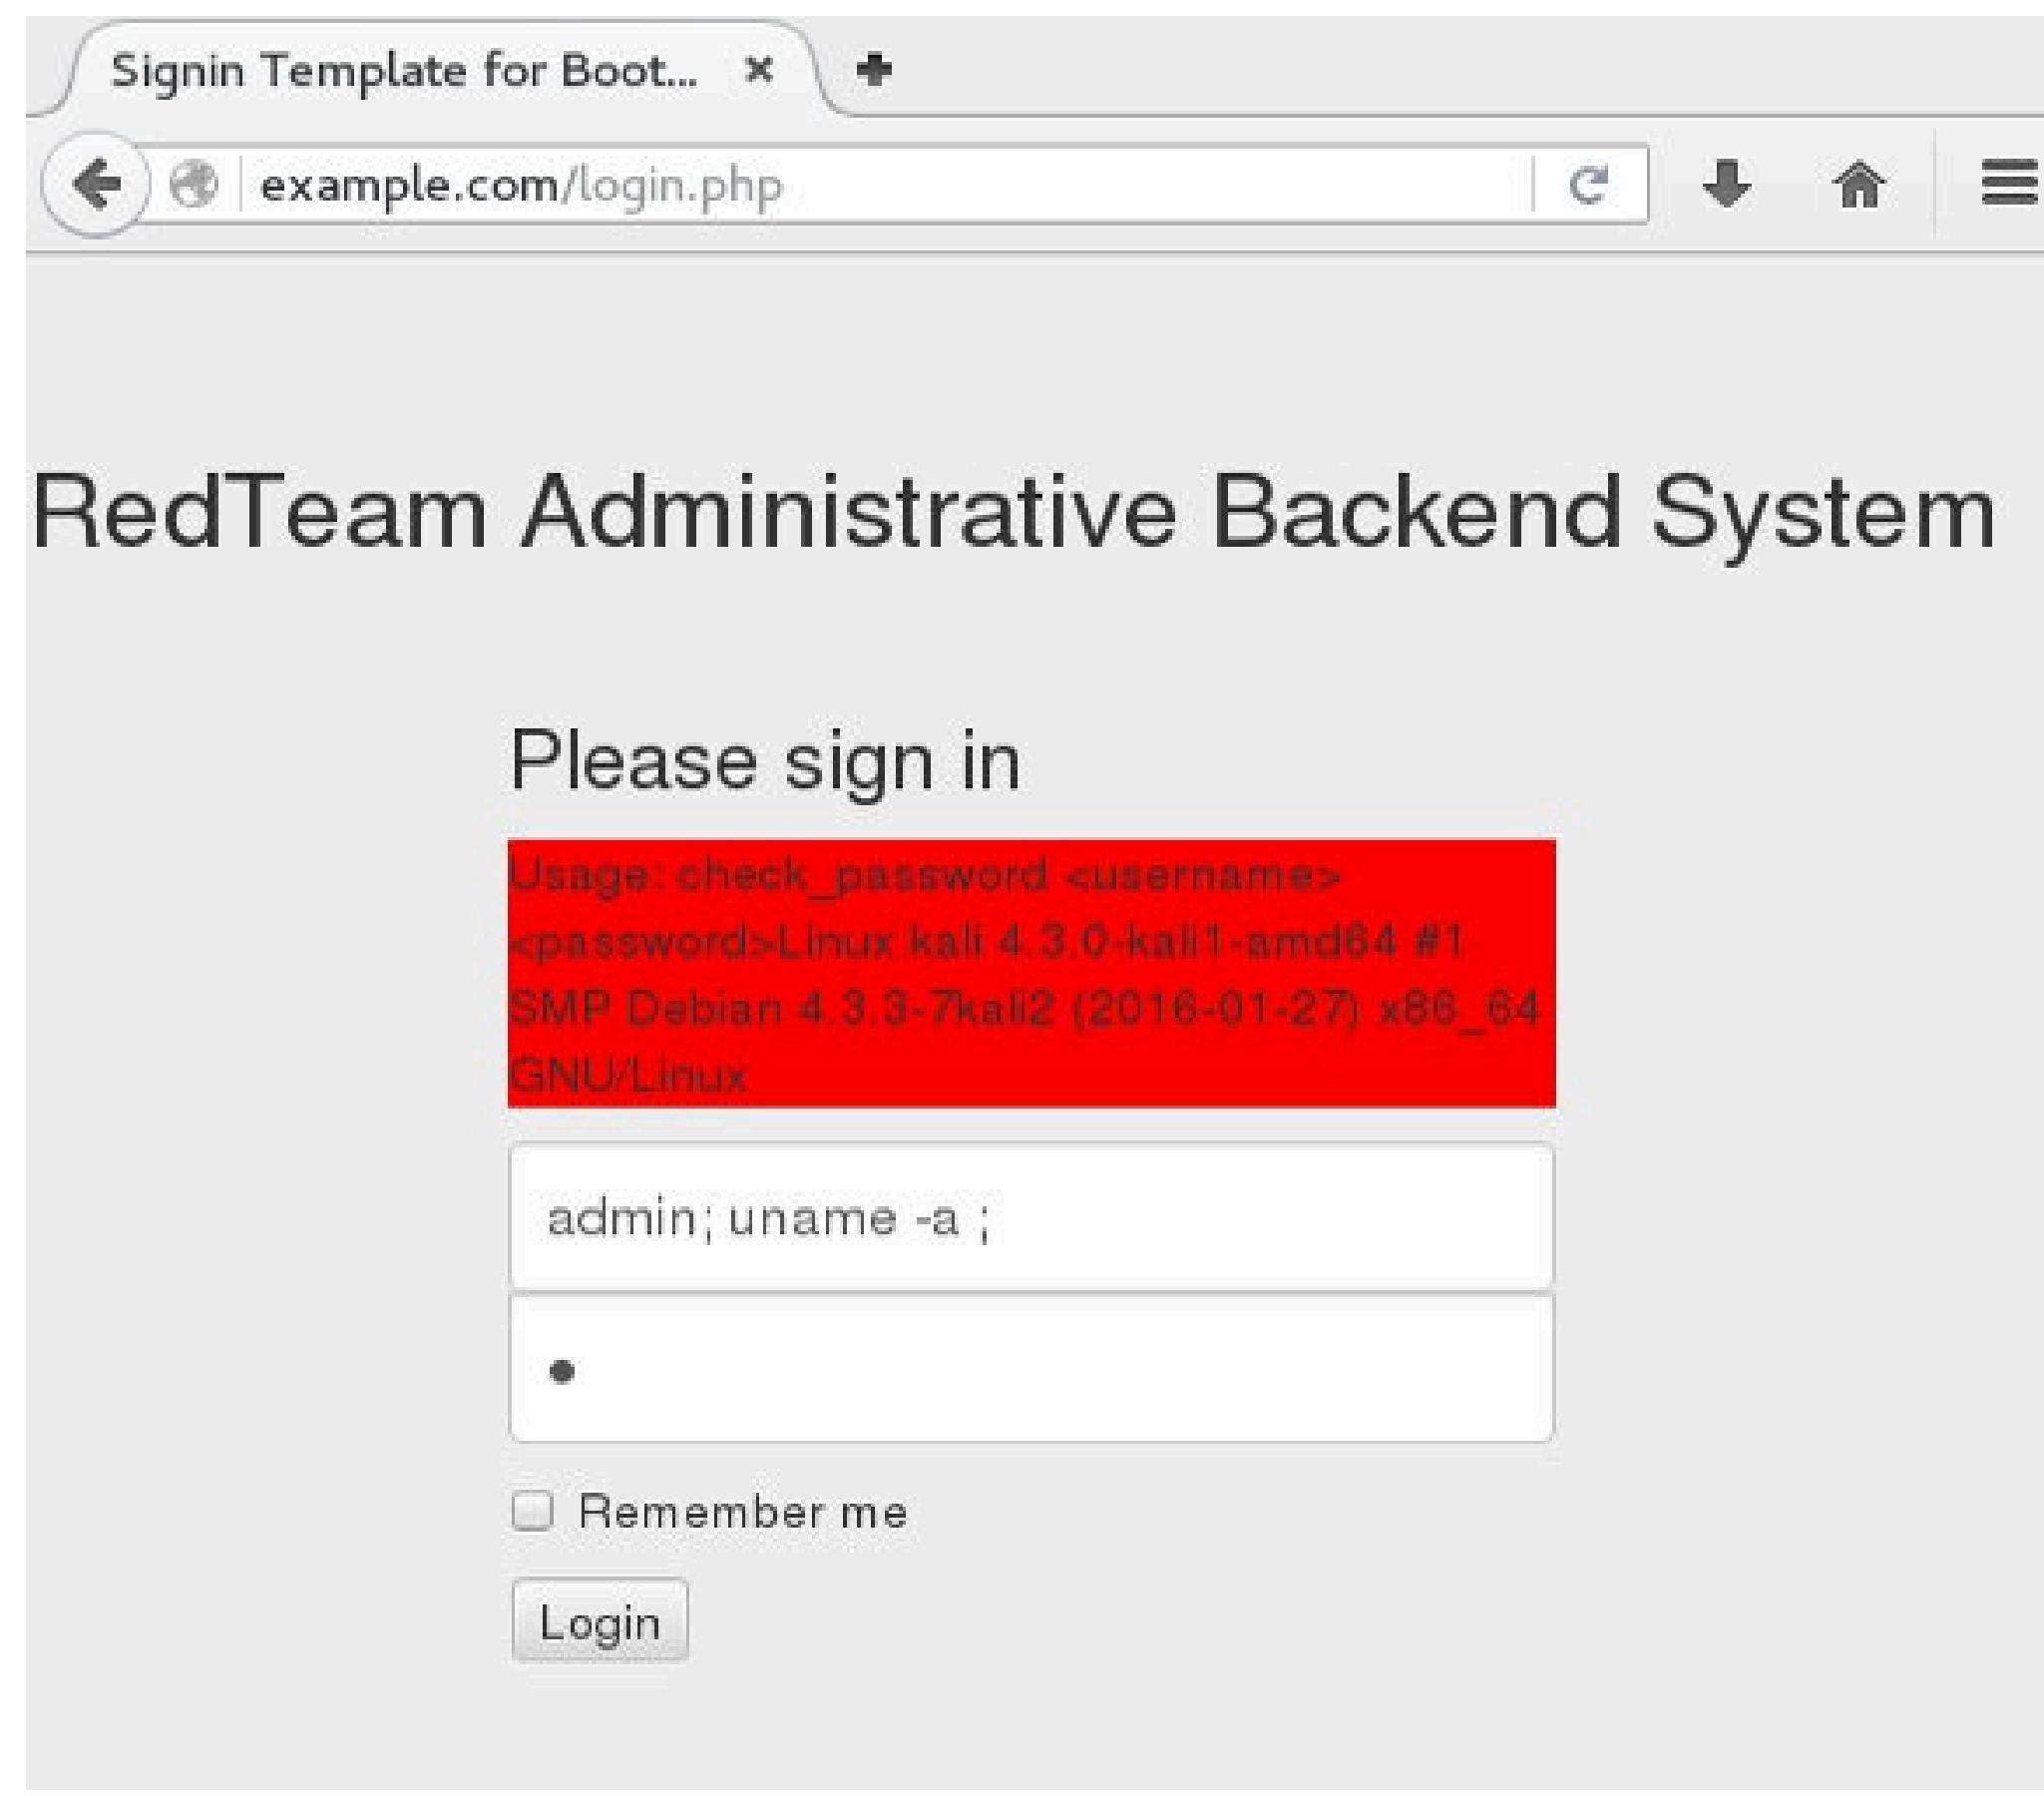 Signin Template for Boot...
example.com/login.php
RedTeam Administrative Backend System
Please sign in
Usage: check_password <username>
<password>Linux kali 4.3.0-kali1-amd64 #1
SMP Debian 4.3.3-7kali2 (2016-01-27) x86_64
GNU/Linux
admin; uname -a ;
Remember me
Login